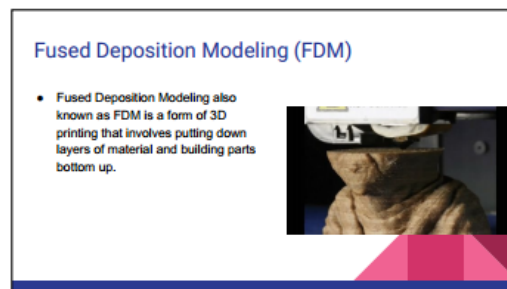 Fused Deposition Modeling (FDM)
● Fused Deposition Modeling also
known as FDM is a form of 3D
printing that involves putting down
layers of material and building parts
bottom up.